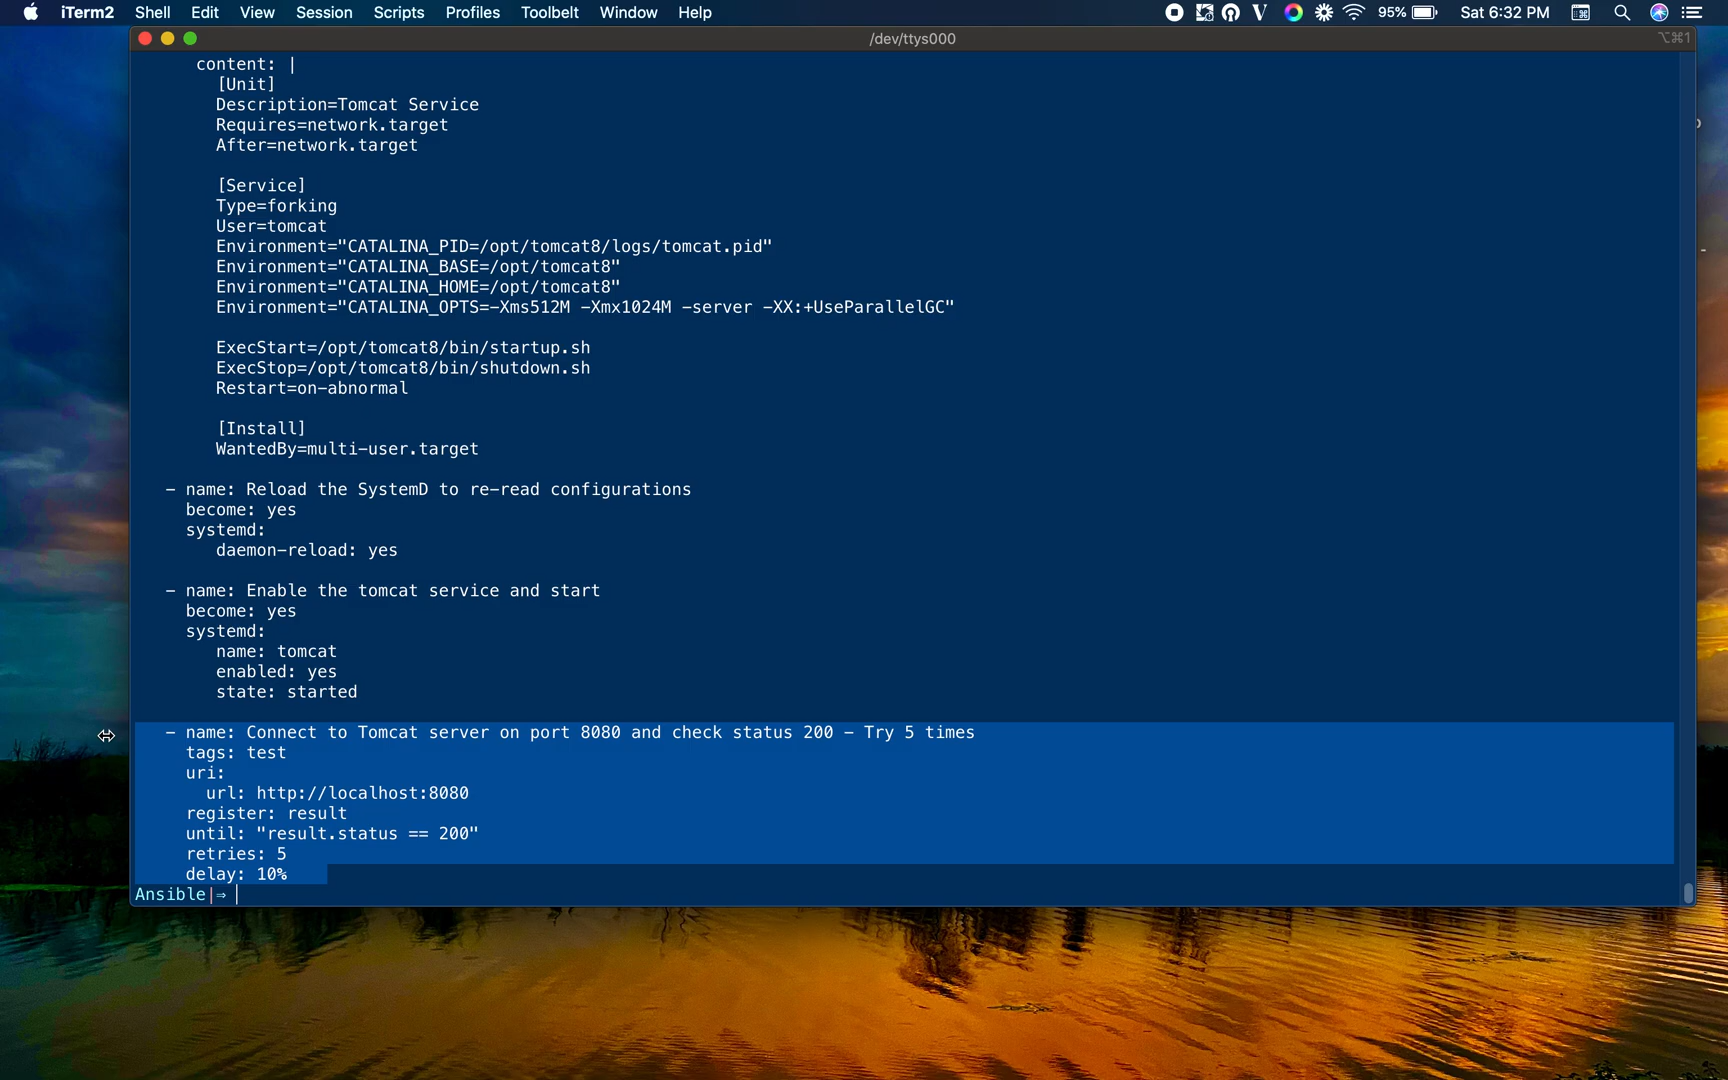 iTerm2 Shell Edit View Session Scripts Profiles Toolbelt Window Help V 95% Sat 6:32 PM
/dev/ttys000 ⌥⌘1
content: |
[Unit]
Description=Tomcat Service
Requires=network.target
After=network.target
[Service]
Type=forking
User=tomcat
Environment="CATALINA_PID=/opt/tomcat8/logs/tomcat.pid"
Environment="CATALINA_BASE=/opt/tomcat8"
Environment="CATALINA_HOME=/opt/tomcat8"
Environment="CATALINA_OPTS=-Xms512M -Xmx1024M -server -XX:+UseParallelGC"
ExecStart=/opt/tomcat8/bin/startup.sh
ExecStop=/opt/tomcat8/bin/shutdown.sh
Restart=on-abnormal
[Install]
WantedBy=multi-user.target
- name: Reload the SystemD to re-read configurations
become: yes
systemd:
daemon-reload: yes
- name: Enable the tomcat service and start
become: yes
systemd:
name: tomcat
enabled: yes
state: started
- name: Connect to Tomcat server on port 8080 and check status 200 - Try 5 times
tags: test
uri:
url: http://localhost:8080
register: result
until: "result.status == 200"
retries: 5
delay: 10%
Ansible|⇒